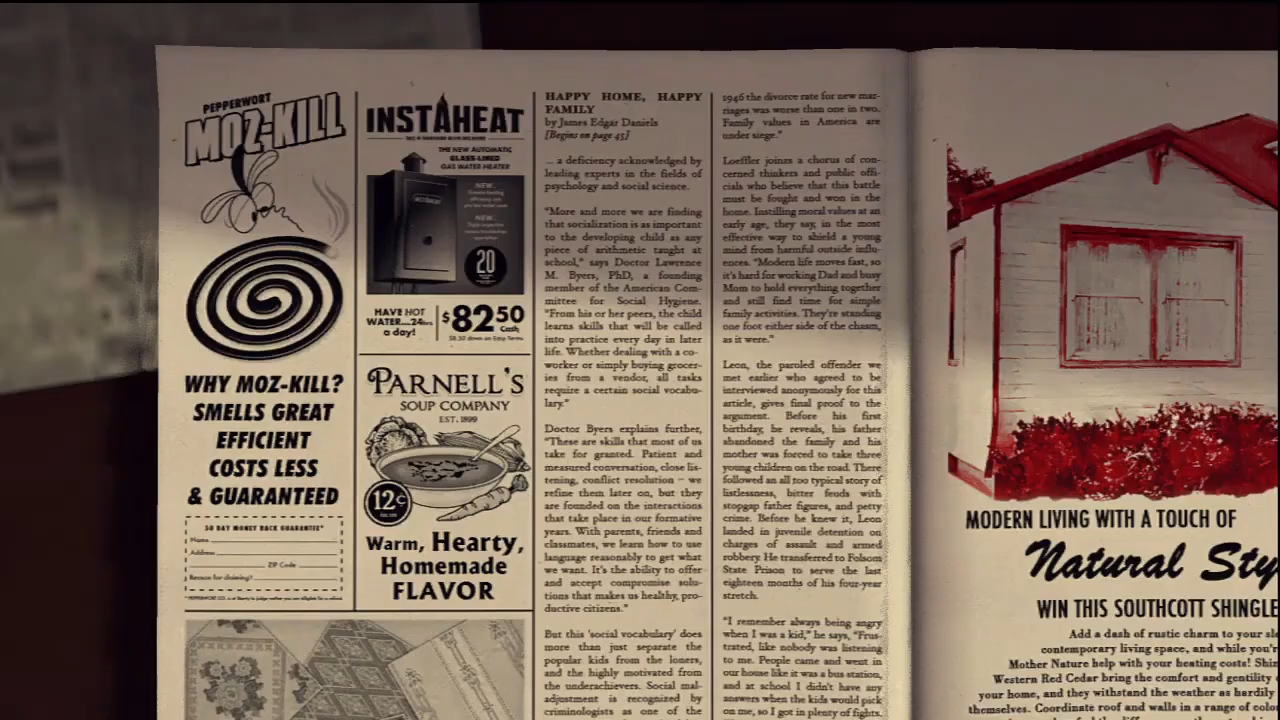 PEPPERWORT
MOZ-KILL
WHY MOZ-KILL?
SMELLS GREAT
EFFICIENT
COSTS LESS
& GUARANTEED
30 DAY MONEY BACK GUARANTEE*
Name
Address
ZIP Code
Reason for claiming?
INSTAHEAT
THE NEW AUTOMATIC
GLASS-LINED
GAS WATER HEATER
INSTAHEAT
NEW.
NEW.
20
HAVE HOT
WATER....24hrs
a day!
$82.50
Cash
$8.50 down on Easy Terms
PARNELL'S
SOUP COMPANY
EST. 1899
12¢
Warm, Hearty,
Homemade
FLAVOR
HAPPY HOME, HAPPY
FAMILY
by James Edgar Daniels
[Begins on page 45]
... a deficiency acknowledged by
leading experts in the fields of
psychology and social science.
"More and more we are finding
that socialization is as important
to the developing child as any
piece of arithmetic taught at
school," says Doctor Lawrence
M. Byers, PhD, a founding
member of the American Com-
mittee for Social Hygiene.
"From his or her peers, the child
learns skills that will be called
into practice every day in later
life. Whether dealing with a co-
worker or simply buying grocer-
ies from a vendor, all tasks
require a certain social vocabu-
lary."
Doctor Byers explains further,
"These are skills that most of us
take for granted. Patient and
measured conversation, close lis-
tening, conflict resolution – we
refine them later on, but they
are founded on the interactions
that take place in our formative
years. With parents, friends and
classmates, we learn how to use
language reasonably to get what
we want. It's the ability to offer
and accept compromise solu-
tions that makes us healthy, pro-
ductive citizens."
But this 'social vocabulary' does
more than just separate the
popular kids from the loners,
and the highly motivated from
the underachievers. Social mal-
adjustment is recognized by
criminologists as one of the
1946 the divorce rate for new mar-
riages was worse than one in two.
Family values in America are
under siege."
Loeffler joinzs a chorus of con-
cerned thinkers and public offi-
cials who believe that this battle
must be fought and won in the
home. Instilling moral values at an
early age, they say, in the most
effective way to shield a young
mind from harmful outside influ-
ences. "Modern life moves fast, so
it's hard for working Dad and busy
Mom to hold everything together
and still find time for simple
family activities. They're standing
one foot either side of the chasm,
as it were."
Leon, the paroled offender we
met earlier who agreed to be
interviewed anonymously for this
article, gives final proof to the
argument. Before his first
birthday, he reveals, his father
abandoned the family and his
mother was forced to take three
young children on the road. There
followed an all too typical story of
listlessness, bitter feuds with
stopgap father figures, and petty
crime. Before he knew it, Leon
landed in juvenile detention on
charges of assault and armed
robbery. He transferred to Folsom
State Prison to serve the last
eighteen months of his four-year
stretch.
"I remember always being angry
when I was a kid," he says, "Frus-
trated, like nobody was listening
to me. People came and went in
our house like it was a bus station,
and at school I didn't have any
answers when the kids would pick
on me, so I got in plenty of fights.
MODERN LIVING WITH A TOUCH OF
Natural Sty
WIN THIS SOUTHCOTT SHINGLE
Add a dash of rustic charm to your sl
contemporary living space, and while you'r
Mother Nature help with your heating costs! Shin
Western Red Cedar bring the comfort and gentility
your home, and they withstand the weather as hardily
themselves. Coordinate roof and walls in a range of colo